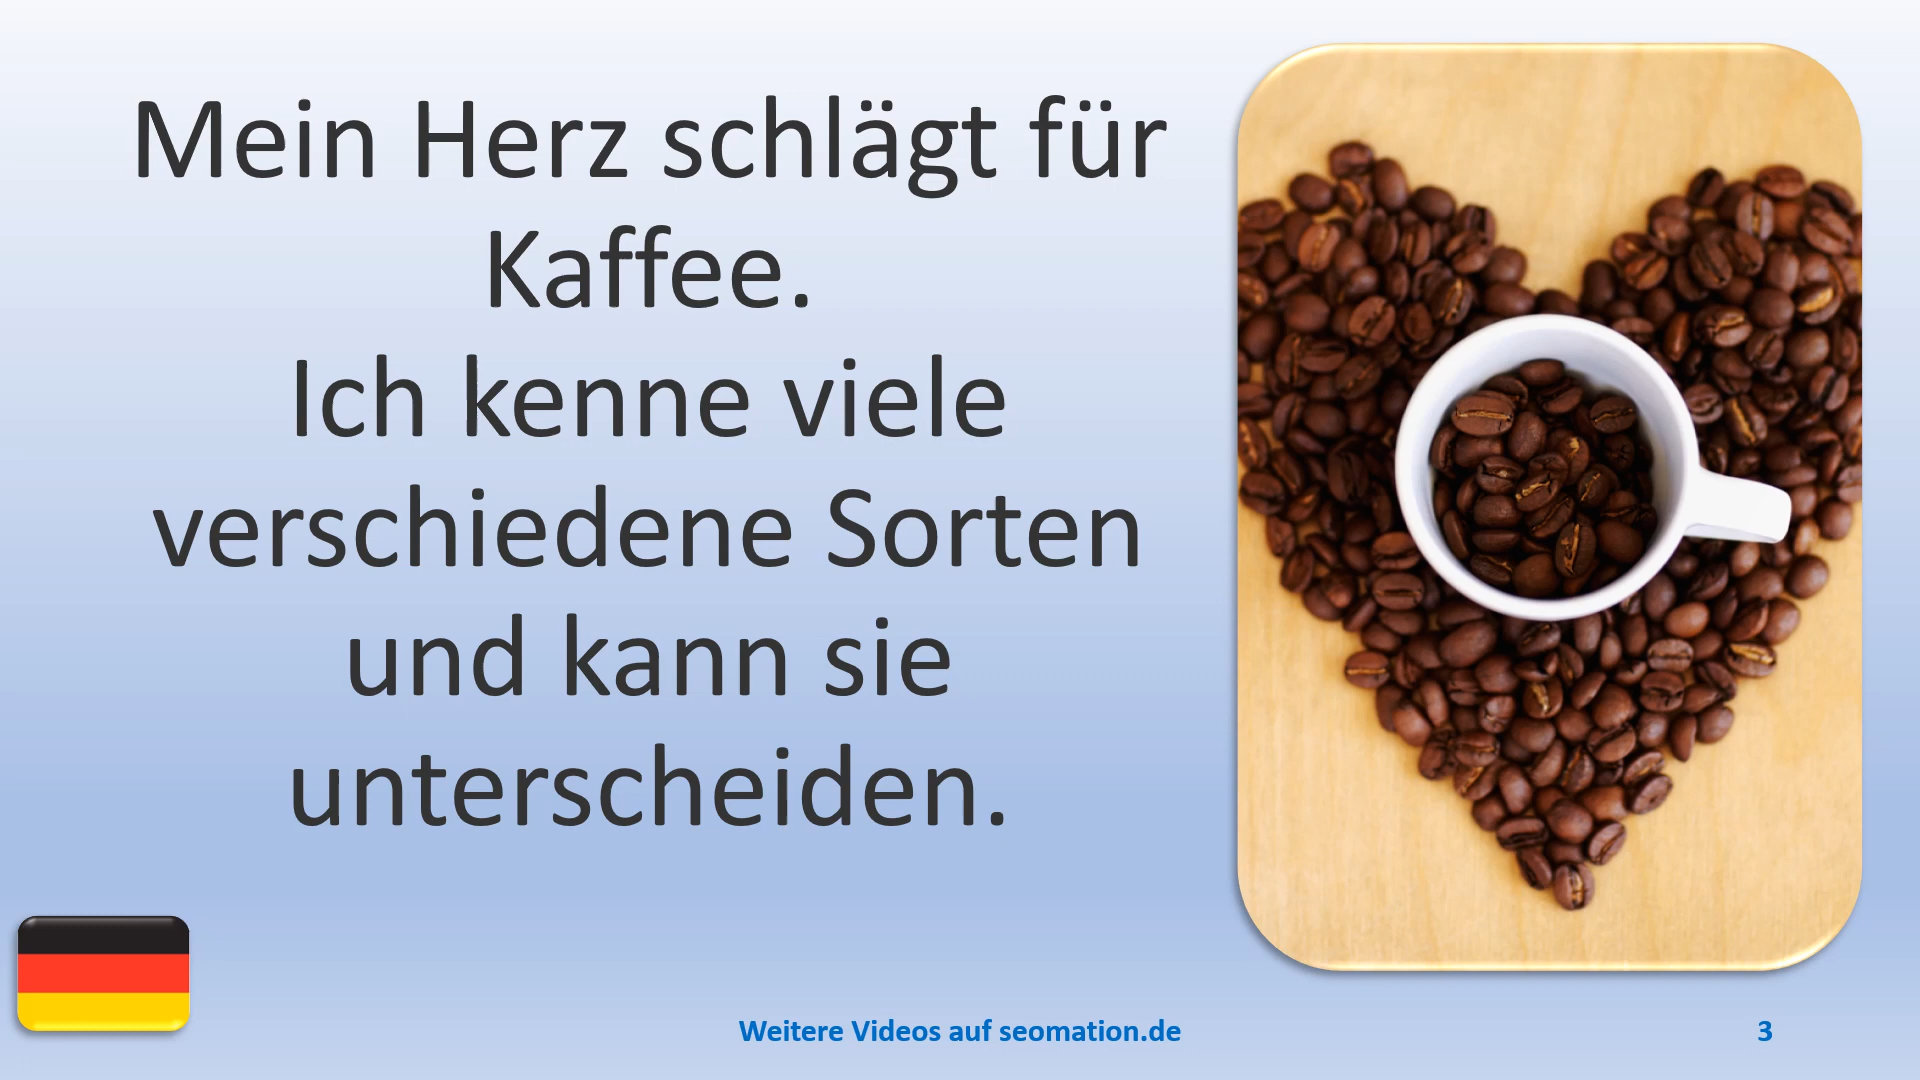 Mein Herz schlägt für
Kaffee.
Ich kenne viele
verschiedene Sorten
und kann sie
unterscheiden.
Weitere Videos auf seomation.de
3